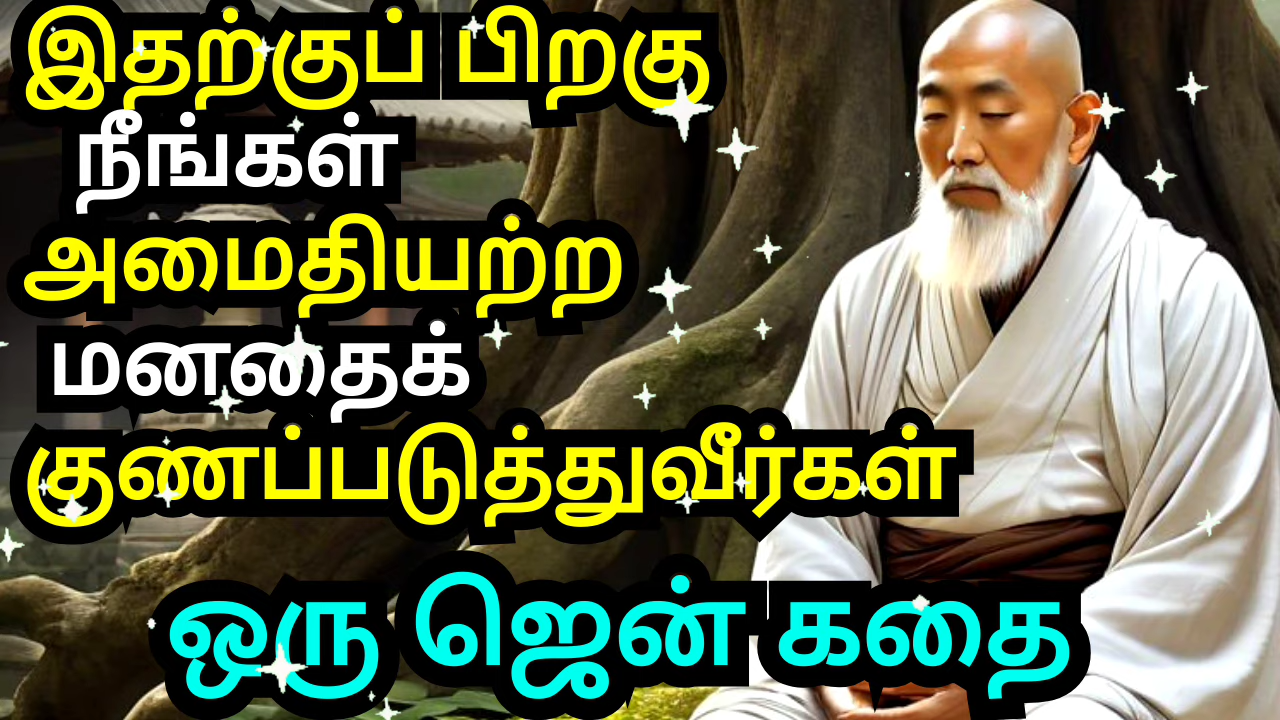 இதற்குப் பிறகு
நீங்கள்
அமைதியற்ற
மனதைக்
குணப்படுத்துவீர்கள்
ஒரு ஜென் கதை